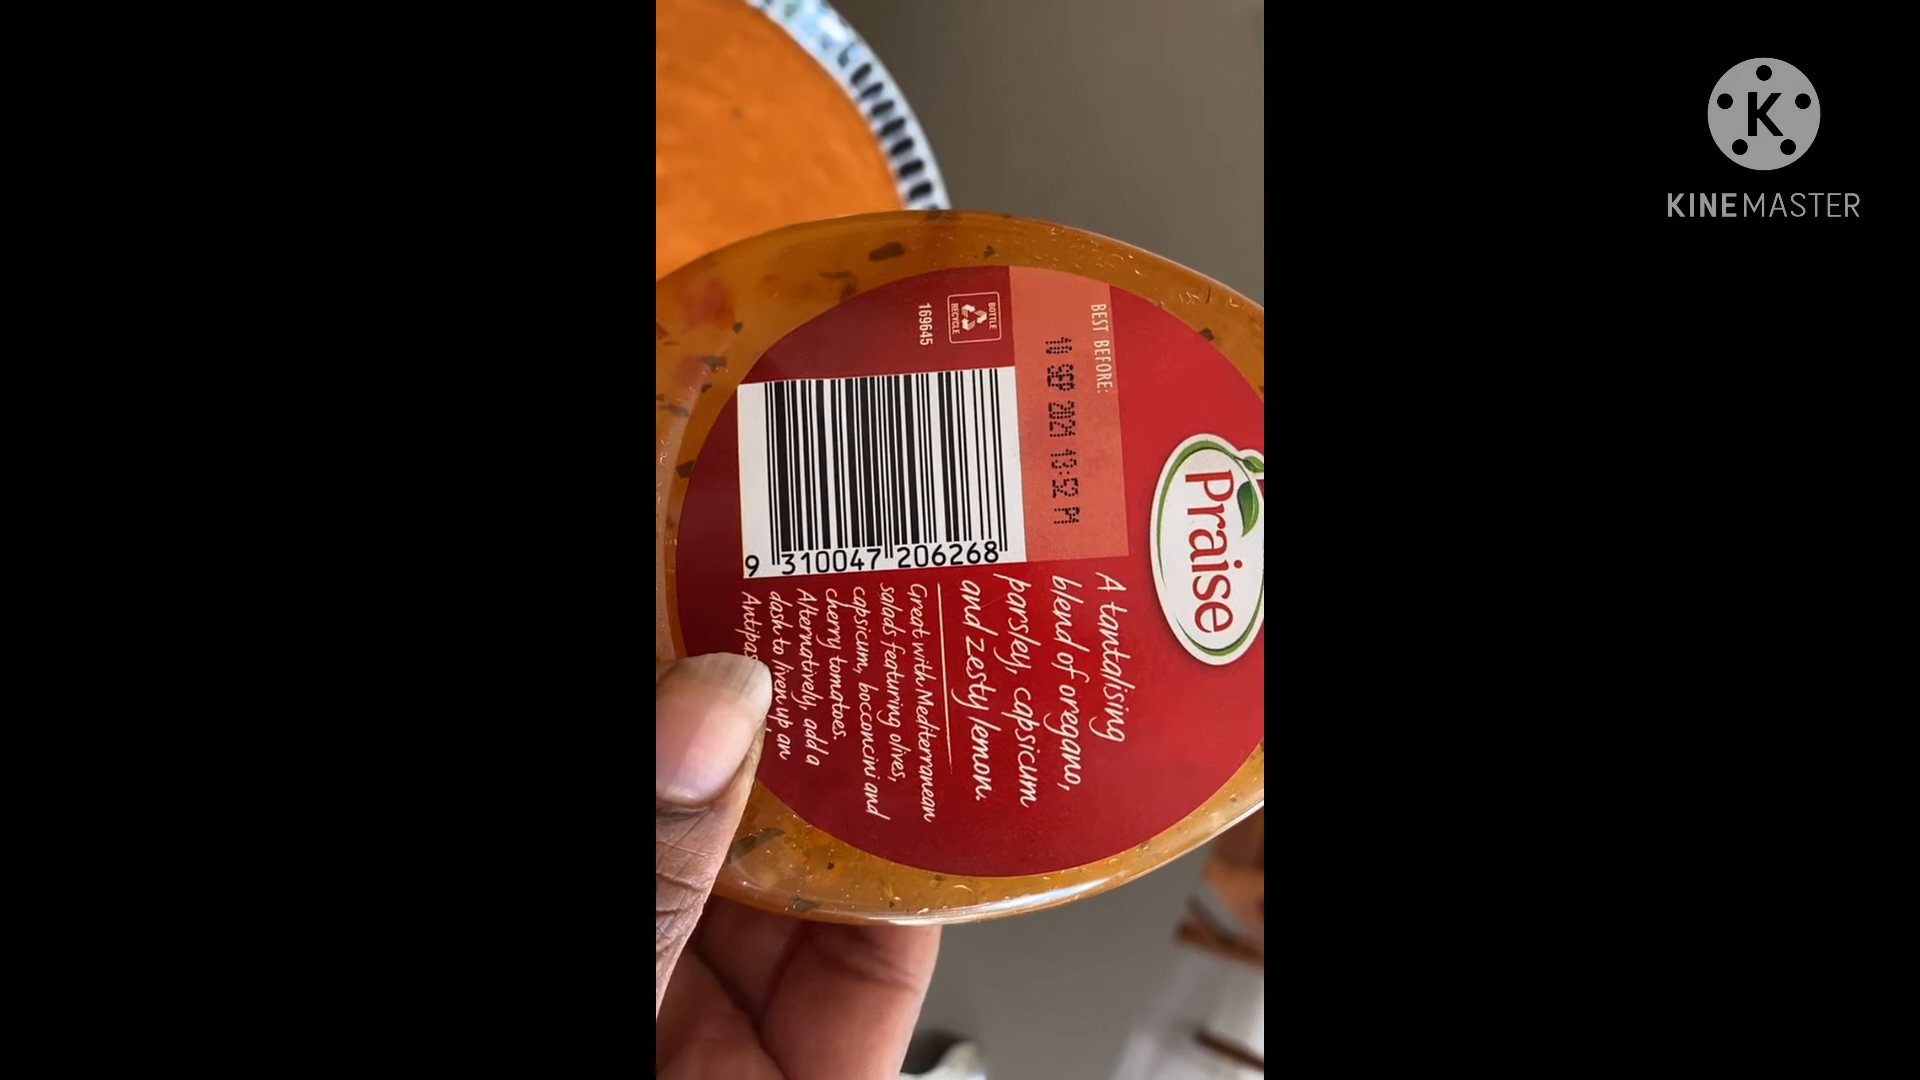 Praise
BEST BEFORE:
10 SEP 2021 13:52 P1
BOTTLE
RECYCLE
169645
9 310047 206268
A tantalising
blend of oregano,
parsley, capsicum
and zesty lemon.
Great with Mediterranean
salads featuring olives,
capsicum, bocconcini and
cherry tomatoes.
Alternatively, add a
dash to liven up an
K
KINEMASTER